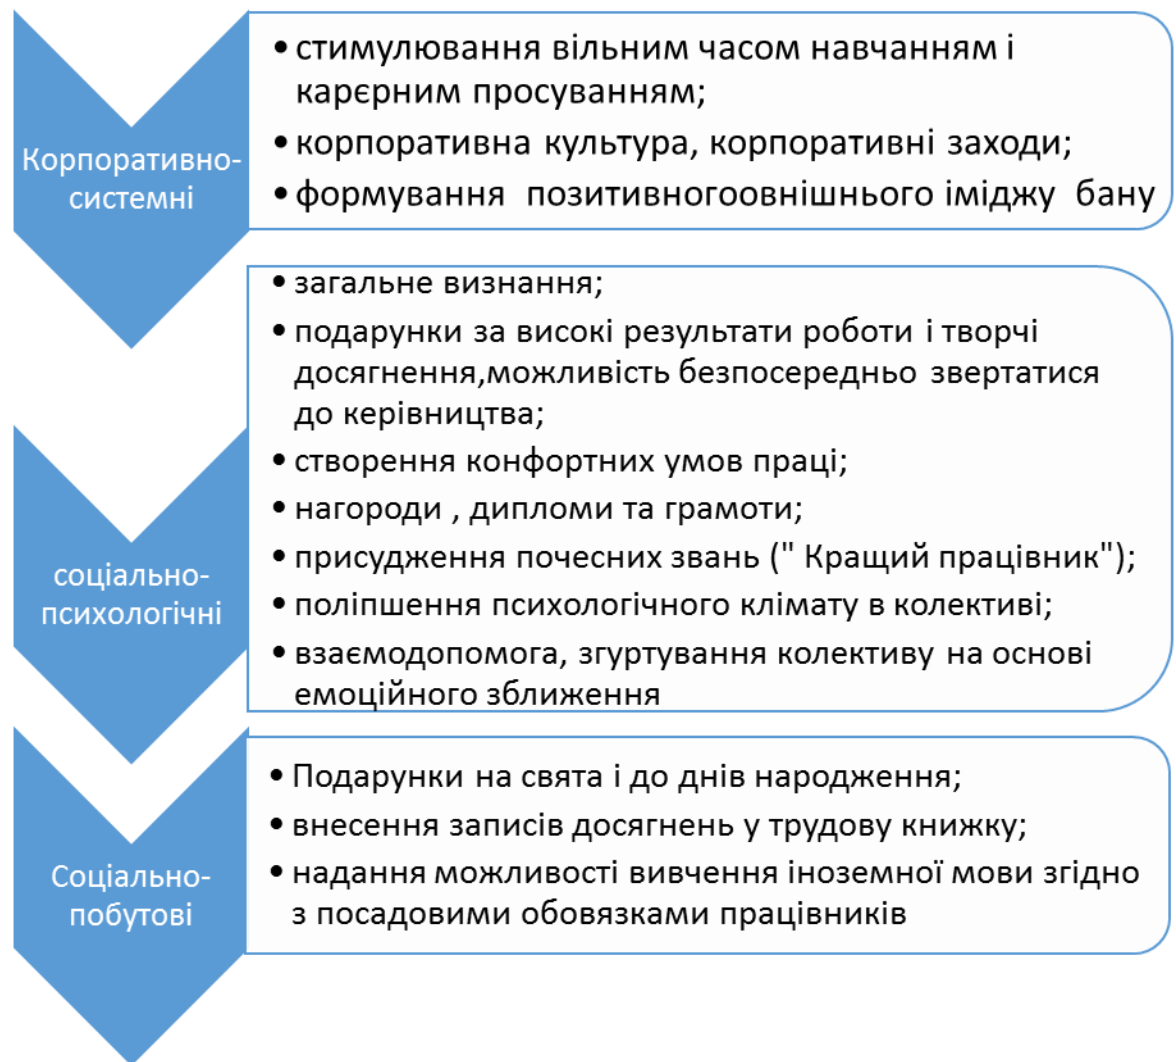 Корпоративно-
системні
• стимулювання вільним часом навчанням і
карєрним просуванням;
• корпоративна культура, корпоративні заходи;
• формування позитивногоовнішнього іміджу бану
соціально-
психологічні
• загальне визнання;
• подарунки за високі результати роботи і творчі
досягнення,можливість безпосередньо звертатися
до керівництва;
• створення конфортних умов праці;
• нагороди , дипломи та грамоти;
• присудження почесних звань (" Кращий працівник");
• поліпшення психологічного клімату в колективі;
• взаємодопомога, згуртування колективу на основі
емоційного зближення
Соціально-
побутові
• Подарунки на свята і до днів народження;
• внесення записів досягнень у трудову книжку;
• надання можливості вивчення іноземної мови згідно
з посадовими обовязками працівників